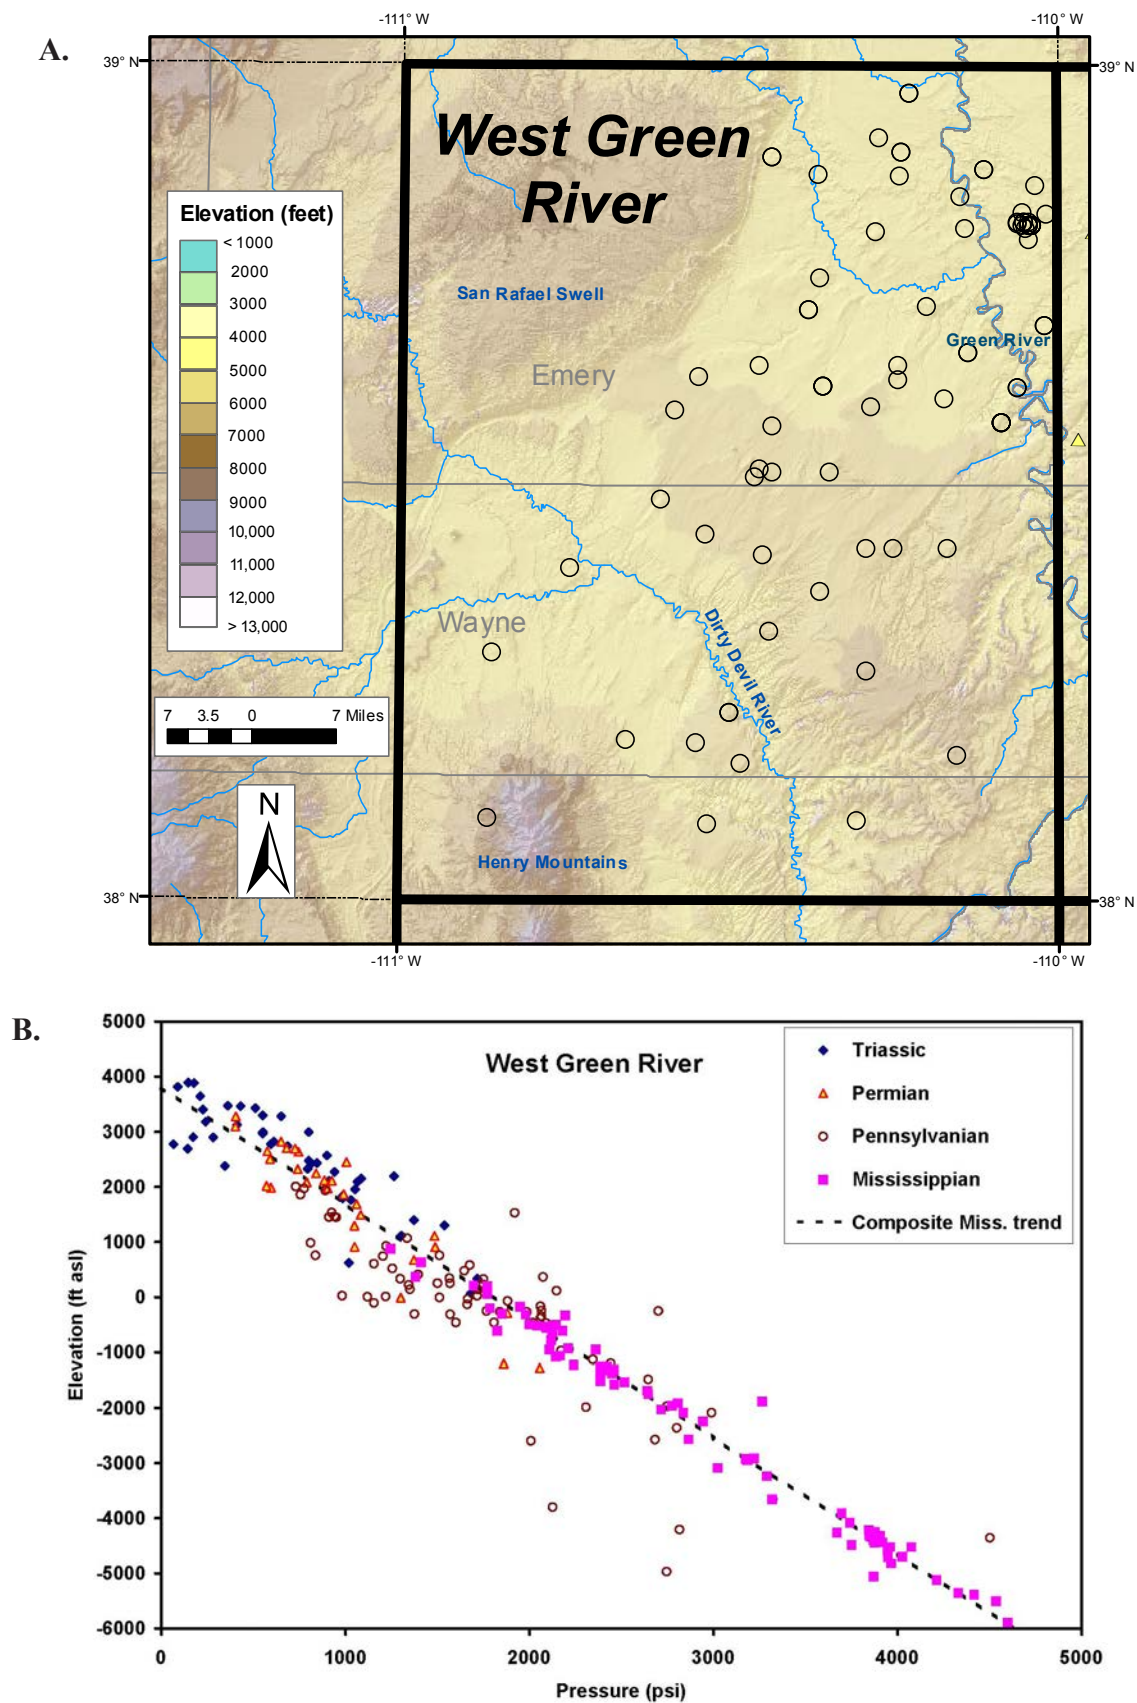 A.
-111° W
-110° W
39° N
39° N
West Green
River
Elevation (feet)
< 1000
2000
3000
4000
5000
6000
7000
8000
9000
10,000
11,000
12,000
> 13,000
San Rafael Swell
Green River
Emery
Wayne
Dirty Devil River
7 3.5 0 7 Miles
N
Henry Mountains
38° N
38° N
-111° W
-110° W
B.
West Green River
Triassic
Permian
Pennsylvanian
Mississippian
Composite Miss. trend
Elevation (ft asl)
5000
4000
3000
2000
1000
0
-1000
-2000
-3000
-4000
-5000
-6000
0 1000 2000 3000 4000 5000
Pressure (psi)